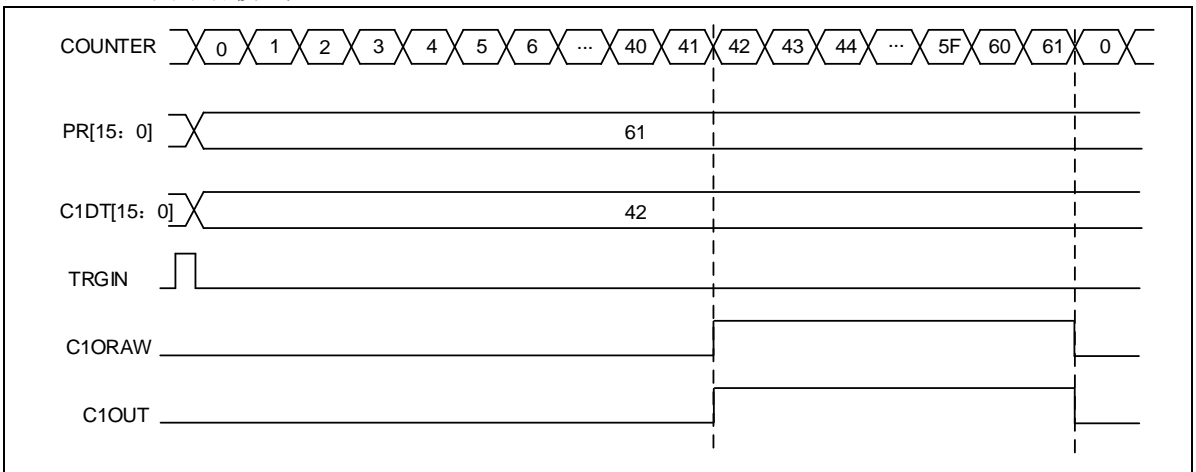 COUNTER 0 1 2 3 4 5 6 ... 40 41 42 43 44 ... 5F 60 61 0
PR[15：0] 61
C1DT[15：0] 42
TRGIN
C1ORAW
C1OUT